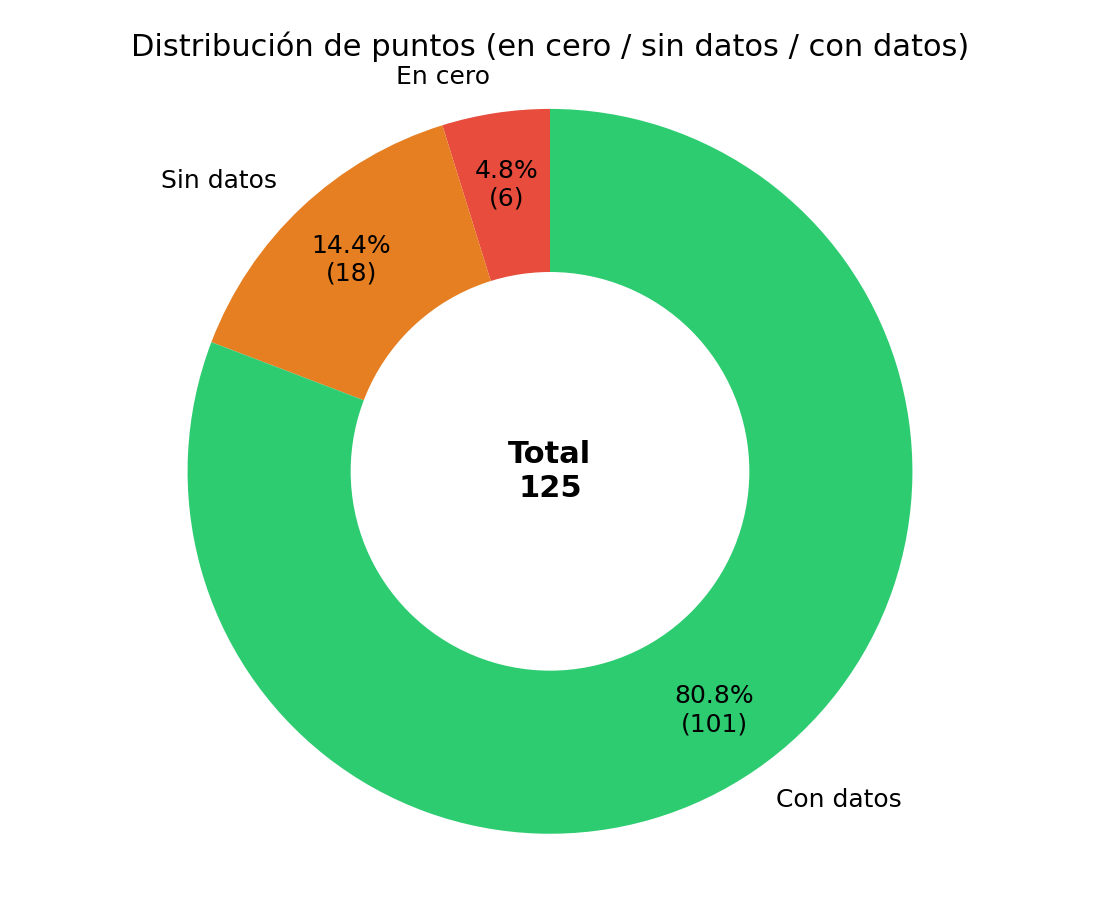 Distribución de puntos (en cero / sin datos / con datos)
En cero
4.8%
(6)
Sin datos
14.4%
(18)
Total
125
80.8%
(101)
Con datos